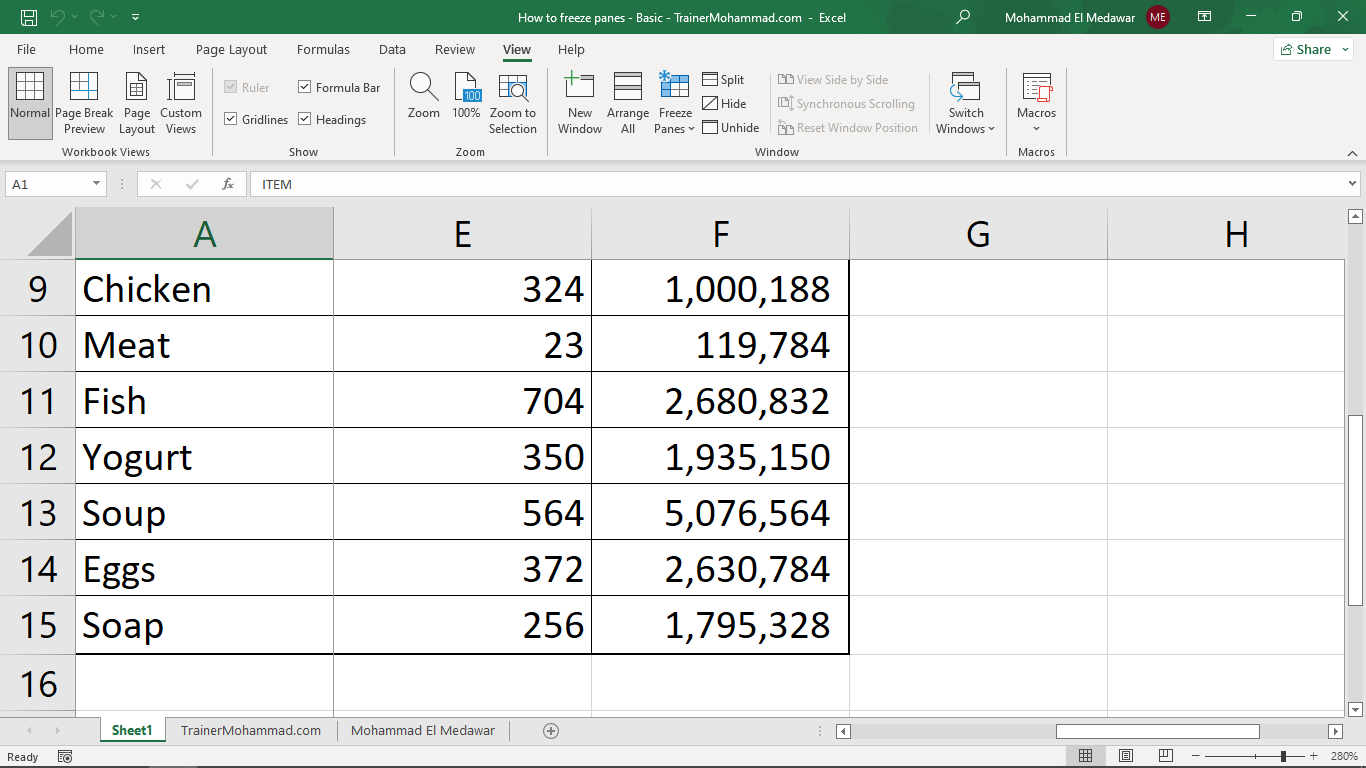 How to freeze panes - Basic - TrainerMohammad.com - Excel
Mohammad El Medawar ME
File Home Insert Page Layout Formulas Data Review View Help Share
Normal
Page Break Preview
Page Layout
Custom Views
Workbook Views
Ruler
Formula Bar
Gridlines
Headings
Show
Zoom
100
100%
Zoom to Selection
Zoom
New Window
Arrange All
Freeze Panes
Split
Hide
Unhide
View Side by Side
Synchronous Scrolling
Reset Window Position
Switch Windows
Window
Macros
Macros
A1 fx ITEM
A E F G H
9 Chicken 324 1,000,188
10 Meat 23 119,784
11 Fish 704 2,680,832
12 Yogurt 350 1,935,150
13 Soup 564 5,076,564
14 Eggs 372 2,630,784
15 Soap 256 1,795,328
16
Sheet1 TrainerMohammad.com Mohammad El Medawar
Ready 280%